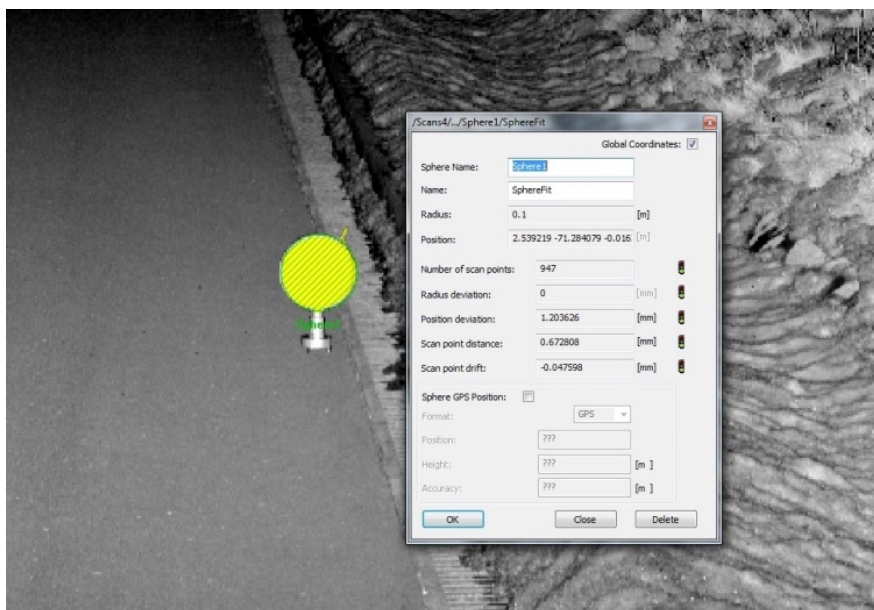 /Scans4/.../Sphere1/SphereFit
Global Coordinates:
Sphere Name: Sphere1
Name: SphereFit
Radius: 0.1 [m]
Position: 2.539219 -71.284079 -0.016 [m]
Number of scan points: 947
Radius deviation: 0 [mm]
Position deviation: 1.203626 [mm]
Scan point distance: 0.672808 [mm]
Scan point drift: -0.047598 [mm]
Sphere GPS Position:
Format: GPS
Position: ???
Height: ??? [m ]
Accuracy: ??? [m ]
OK Close Delete